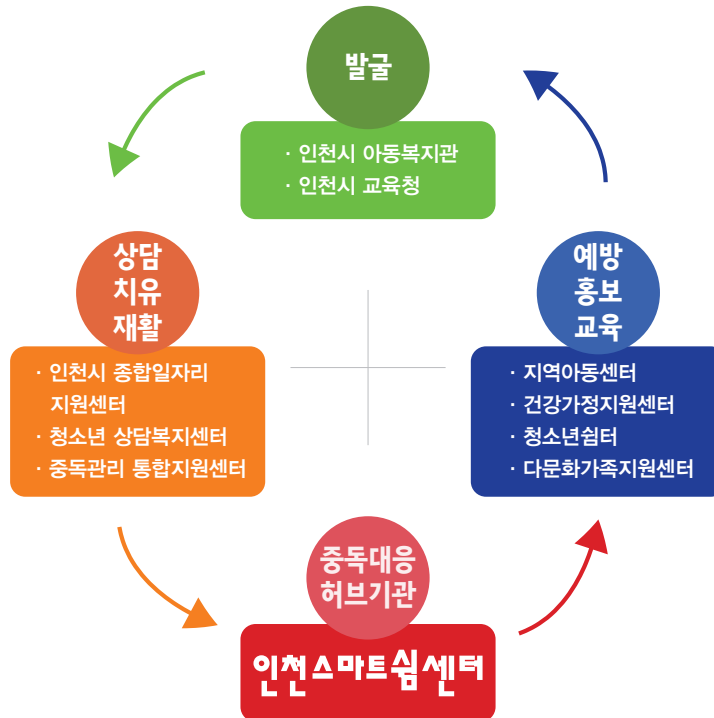 발굴
· 인천시 아동복지관
· 인천시 교육청
상담
치유
재활
· 인천시 종합일자리
지원센터
· 청소년 상담복지센터
· 중독관리 통합지원센터
예방
홍보
교육
· 지역아동센터
· 건강가정지원센터
· 청소년쉼터
· 다문화가족지원센터
중독대응
허브기관
인천스마트쉼센터